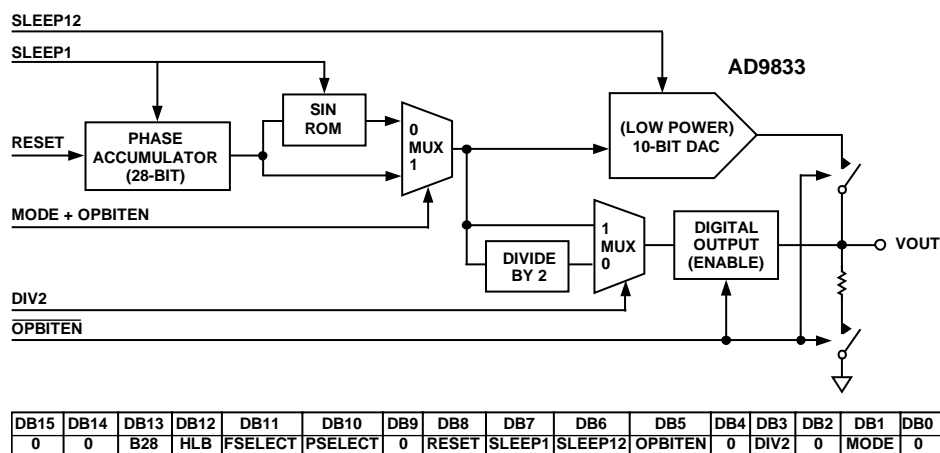 SLEEP12
SLEEP1
AD9833
RESET
PHASE
ACCUMULATOR
(28-BIT)
SIN
ROM
0
MUX
1
(LOW POWER)
10-BIT DAC
MODE + OPBITEN
1
MUX
0
DIVIDE
BY 2
DIGITAL
OUTPUT
(ENABLE)
VOUT
DIV2
OPBITEN
DB15 DB14 DB13 DB12 DB11 DB10 DB9 DB8 DB7 DB6 DB5 DB4 DB3 DB2 DB1 DB0
0 0 B28 HLB FSELECT PSELECT 0 RESET SLEEP1 SLEEP12 OPBITEN 0 DIV2 0 MODE 0